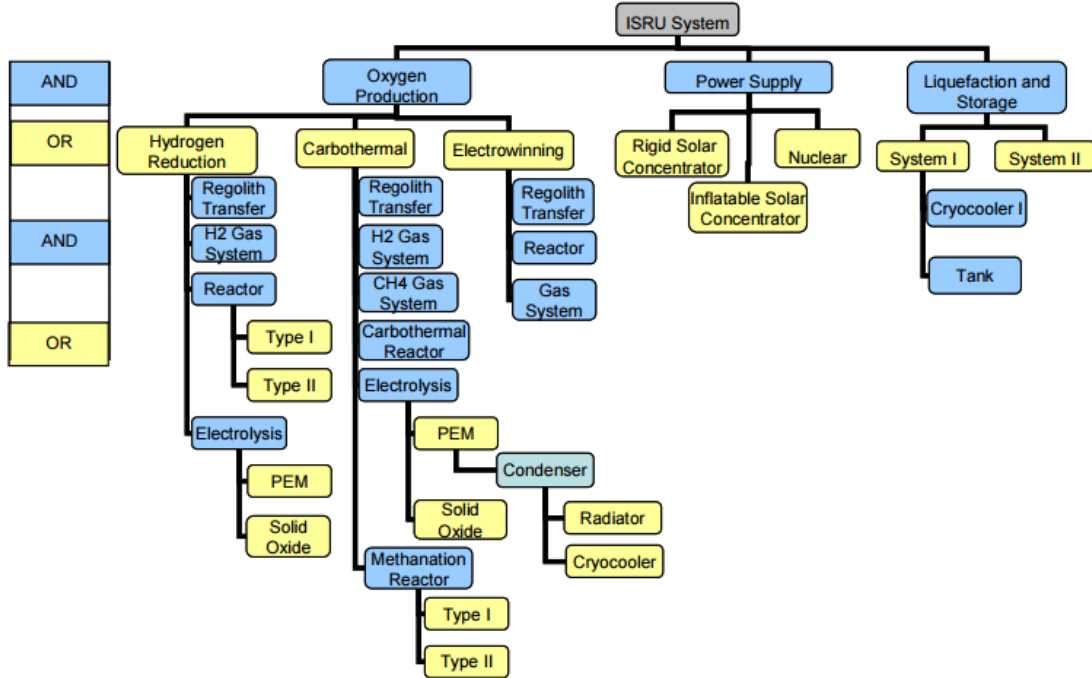 ISRU System
AND
Oxygen
Production
Power Supply
Liquefaction and
Storage
OR
Hydrogen
Reduction
Carbothermal
Electrowinning
Rigid Solar
Concentrator
Nuclear
System I
System II
Inflatable Solar
Concentrator
AND
Regolith
Transfer
H2 Gas
System
Reactor
Regolith
Transfer
H2 Gas
System
CH4 Gas
System
Carbothermal
Reactor
Regolith
Transfer
Reactor
Gas
System
Cryocooler I
Tank
OR
Type I
Type II
Electrolysis
PEM
Solid
Oxide
Electrolysis
PEM
Condenser
Radiator
Cryocooler
Solid
Oxide
Methanation
Reactor
Type I
Type II